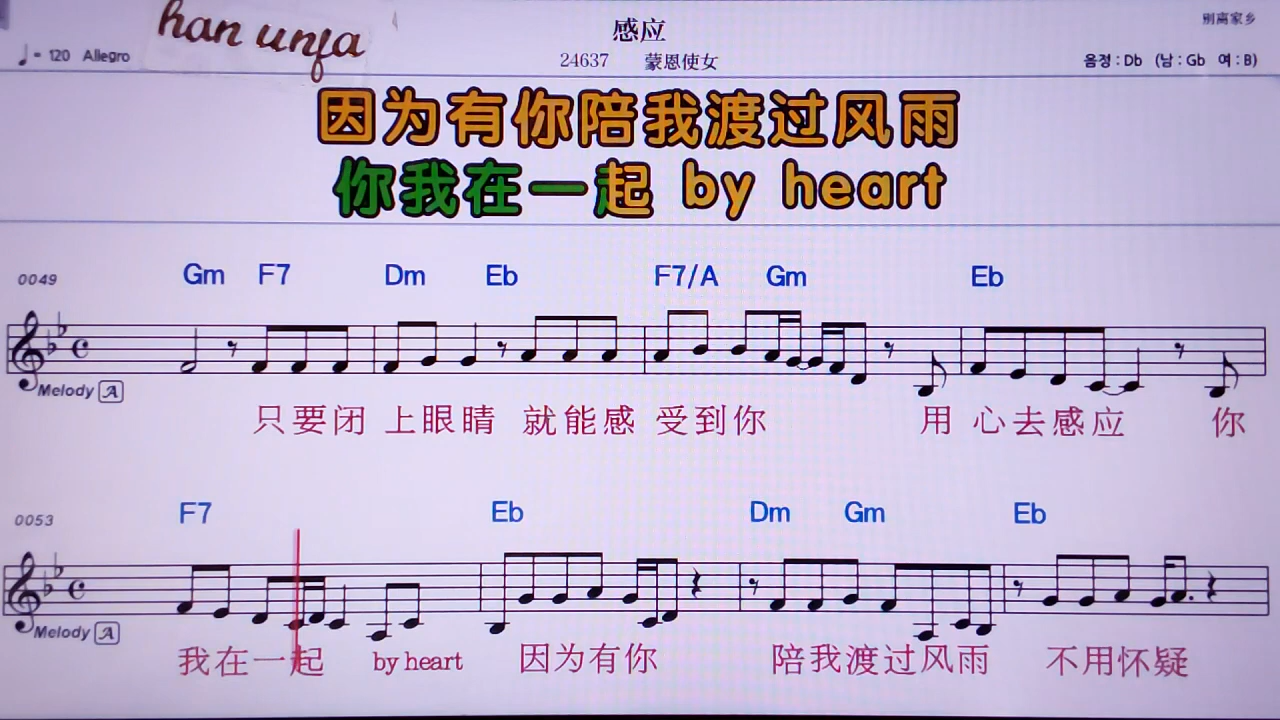 han unja
感应
别离家乡
♩= 120 Allegro
24637 蒙恩使女
음정 : Db (남 : Gb 여 : B)
因为有你陪我渡过风雨
你我在一起 by heart
0049 Gm F7 Dm Eb F7/A Gm Eb
Melody A
只要闭上眼睛 就能感受到你 用心去感应 你
0053 F7 Eb Dm Gm Eb
Melody A
我在一起 by heart 因为有你 陪我渡过风雨 不用怀疑